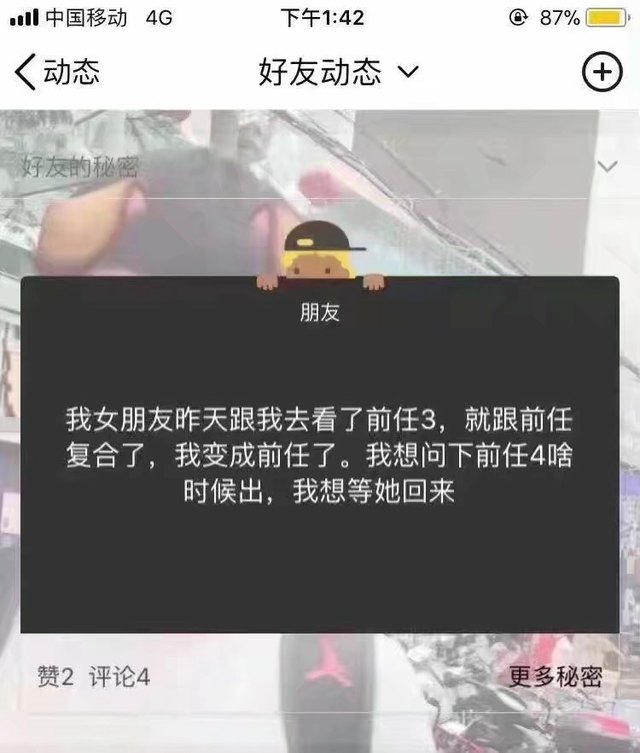 中国移动 4G 下午1:42 87%
动态 好友动态
好友的秘密
朋友
我女朋友昨天跟我去看了前任3，就跟前任
复合了，我变成前任了。我想问下前任4啥
时候出，我想等她回来
赞2 评论4 更多秘密